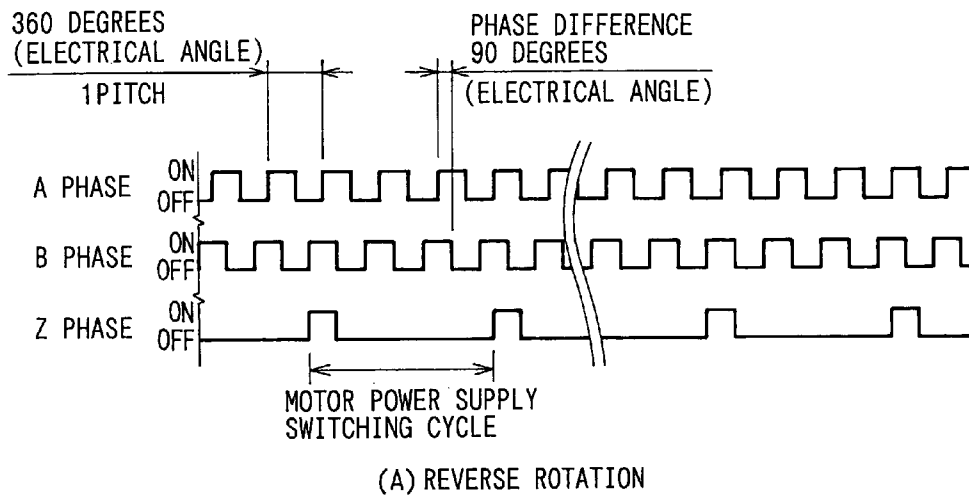 360 DEGREES
(ELECTRICAL ANGLE)
1PITCH
PHASE DIFFERENCE
90 DEGREES
(ELECTRICAL ANGLE)
A PHASE
ON
OFF
B PHASE
ON
OFF
Z PHASE
ON
OFF
MOTOR POWER SUPPLY
SWITCHING CYCLE
(A) REVERSE ROTATION